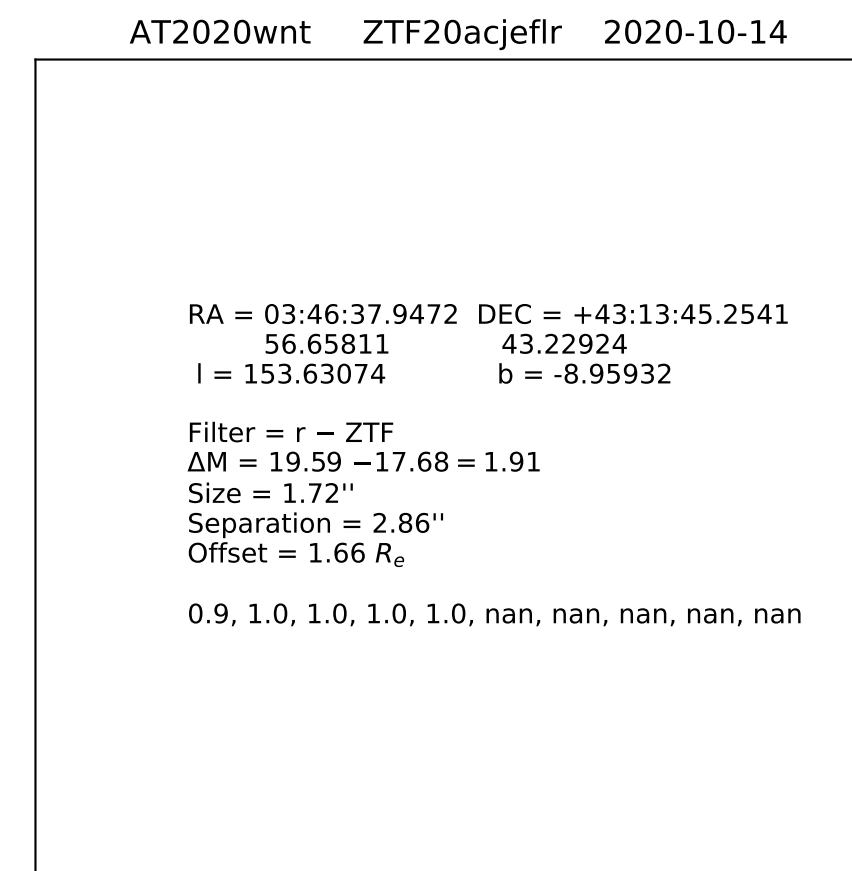 AT2020wnt ZTF20acjeflr 2020-10-14
RA = 03:46:37.9472 DEC = +43:13:45.2541
56.65811 43.22924
l = 153.63074 b = -8.95932
Filter = r − ZTF
ΔM = 19.59 −17.68 = 1.91
Size = 1.72''
Separation = 2.86''
Offset = 1.66 Re
0.9, 1.0, 1.0, 1.0, 1.0, nan, nan, nan, nan, nan